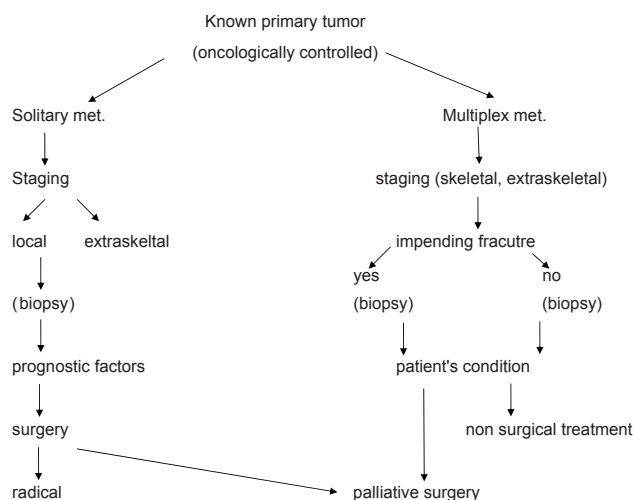 Known primary tumor
(oncologically controlled)
Solitary met.
Multiplex met.
Staging
staging (skeletal, extraskeletal)
local
extraskeltal
impending fracutre
yes
no
(biopsy)
(biopsy)
(biopsy)
prognostic factors
patient's condition
surgery
non surgical treatment
radical
palliative surgery